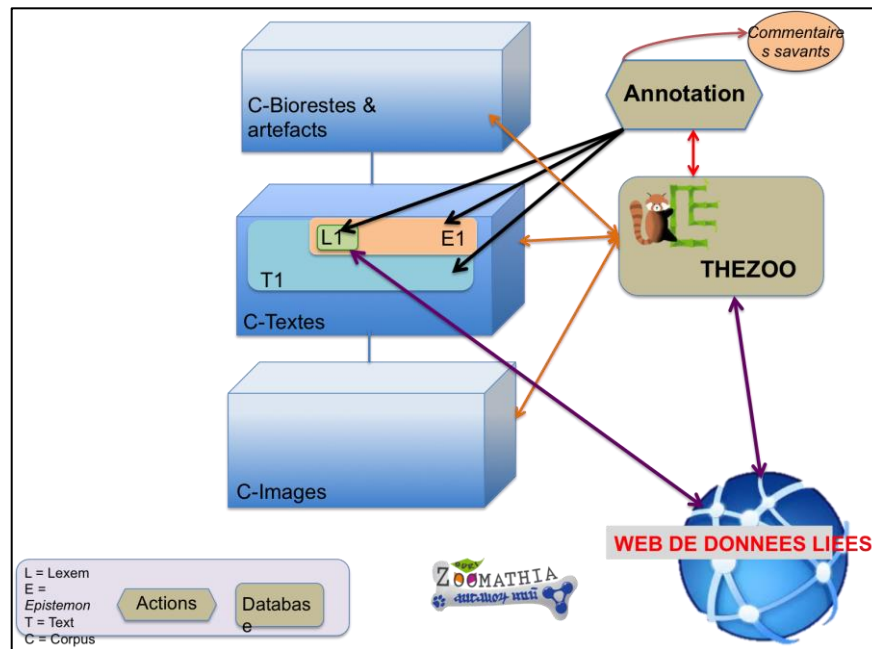 Commentaire
s savants
Annotation
C-Biorestes &
artefacts
L1
E1
T1
C-Textes
THEZOO
C-Images
WEB DE DONNEES LIEES
L = Lexem
E =
Epistemon
T = Text
C = Corpus
Actions
Databas
e
ZOOMATHIA